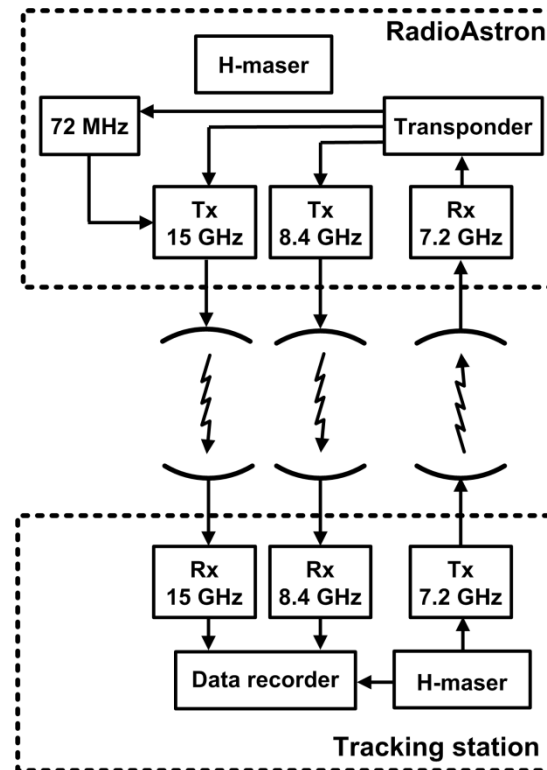 RadioAstron
H-maser
72 MHz
Transponder
Tx
15 GHz
Tx
8.4 GHz
Rx
7.2 GHz
Rx
15 GHz
Rx
8.4 GHz
Tx
7.2 GHz
Data recorder
H-maser
Tracking station